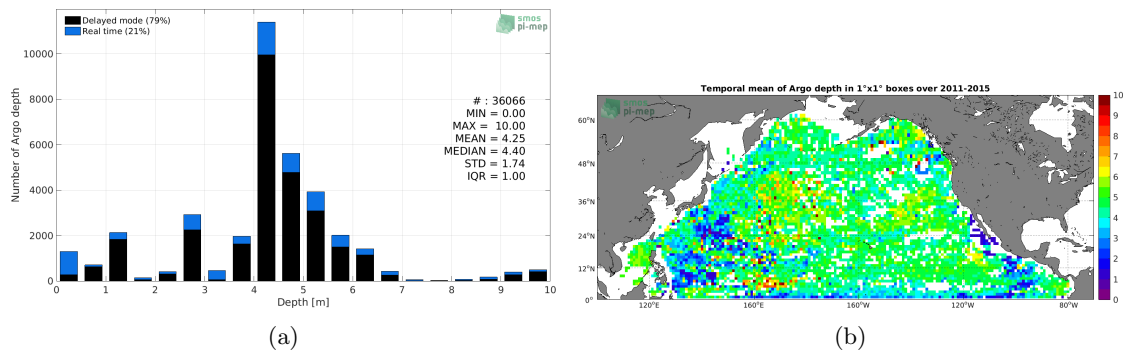 Delayed mode (79%)
Real time (21%)
smos
pi-mep
# : 36066
MIN = 0.00
MAX = 10.00
MEAN = 4.25
MEDIAN = 4.40
STD = 1.74
IQR = 1.00
Number of Argo depth
10000
8000
6000
4000
2000
0
0 1 2 3 4 5 6 7 8 9 10
Depth [m]
(a)
Temporal mean of Argo depth in 1°x1° boxes over 2011-2015
smos
pi-mep
60°N
48°N
36°N
24°N
12°N
0°
120°E 160°E 160°W 120°W 80°W
10
9
8
7
6
5
4
3
2
1
0
(b)